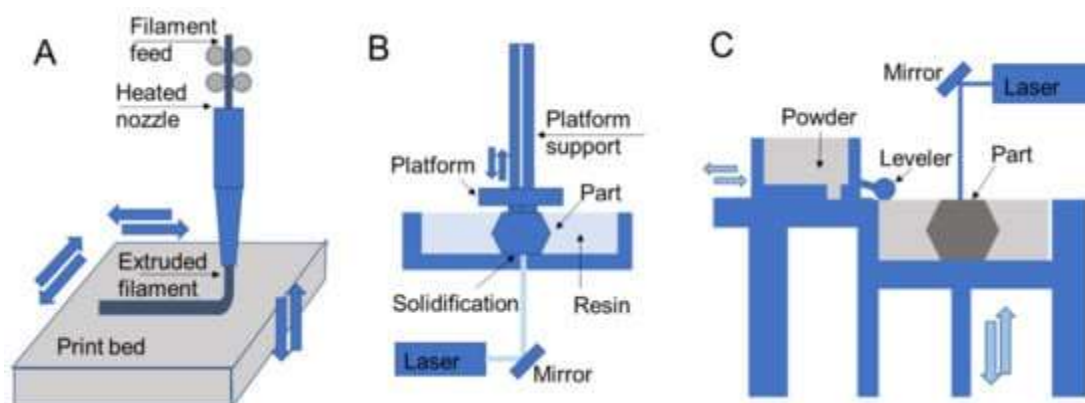 A
Filament
feed
Heated
nozzle
Extruded
filament
Print bed
B
Platform
support
Platform
Part
Solidification
Resin
Laser
Mirror
C
Mirror
Laser
Powder
Leveler
Part